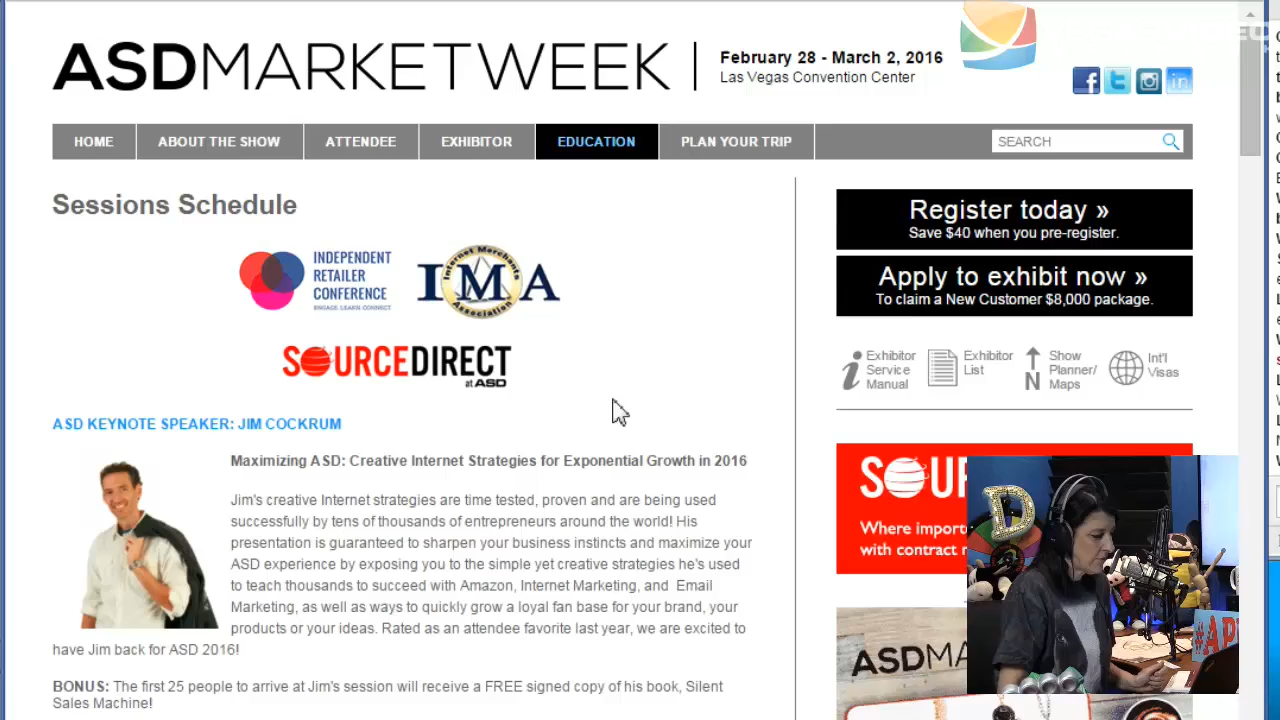 ASDMARKETWEEK
February 28 - March 2, 2016
Las Vegas Convention Center
HOME
ABOUT THE SHOW
ATTENDEE
EXHIBITOR
EDUCATION
PLAN YOUR TRIP
SEARCH
Sessions Schedule
INDEPENDENT
RETAILER
CONFERENCE
ENGAGE. LEARN. CONNECT
Internet Merchants
IMA
Association
SOURCEDIRECT
at ASD
ASD KEYNOTE SPEAKER: JIM COCKRUM
Maximizing ASD: Creative Internet Strategies for Exponential Growth in 2016
Jim's creative Internet strategies are time tested, proven and are being used
successfully by tens of thousands of entrepreneurs around the world! His
presentation is guaranteed to sharpen your business instincts and maximize your
ASD experience by exposing you to the simple yet creative strategies he's used
to teach thousands to succeed with Amazon, Internet Marketing, and Email
Marketing, as well as ways to quickly grow a loyal fan base for your brand, your
products or your ideas. Rated as an attendee favorite last year, we are excited to
have Jim back for ASD 2016!
BONUS: The first 25 people to arrive at Jim's session will receive a FREE signed copy of his book, Silent
Sales Machine!
Register today »
Save $40 when you pre-register.
Apply to exhibit now »
To claim a New Customer $8,000 package.
Exhibitor
Service
Manual
Exhibitor
List
N
Show
Planner/
Maps
Int'l
Visas
SOU
Where import
with contract
D
ASDMA